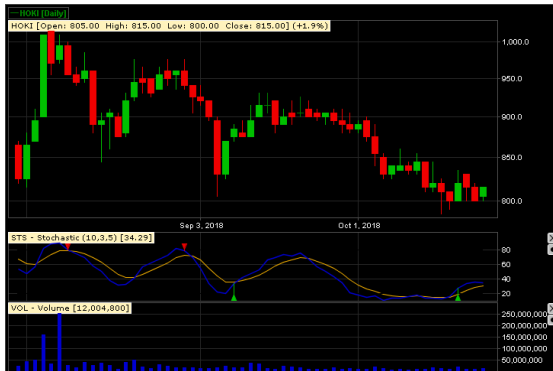 HOKI [Daily]
HOKI [Open: 805.00 High: 815.00 Low: 800.00 Close: 815.00] (+1.9%)
1,000.0
950.0
900.0
850.0
800.0
Sep 3, 2018 Oct 1, 2018
STS - Stochastic (10,3,5) [34.29]
80
60
40
20
VOL - Volume [12,004,800]
250,000,000
200,000,000
150,000,000
100,000,000
50,000,000